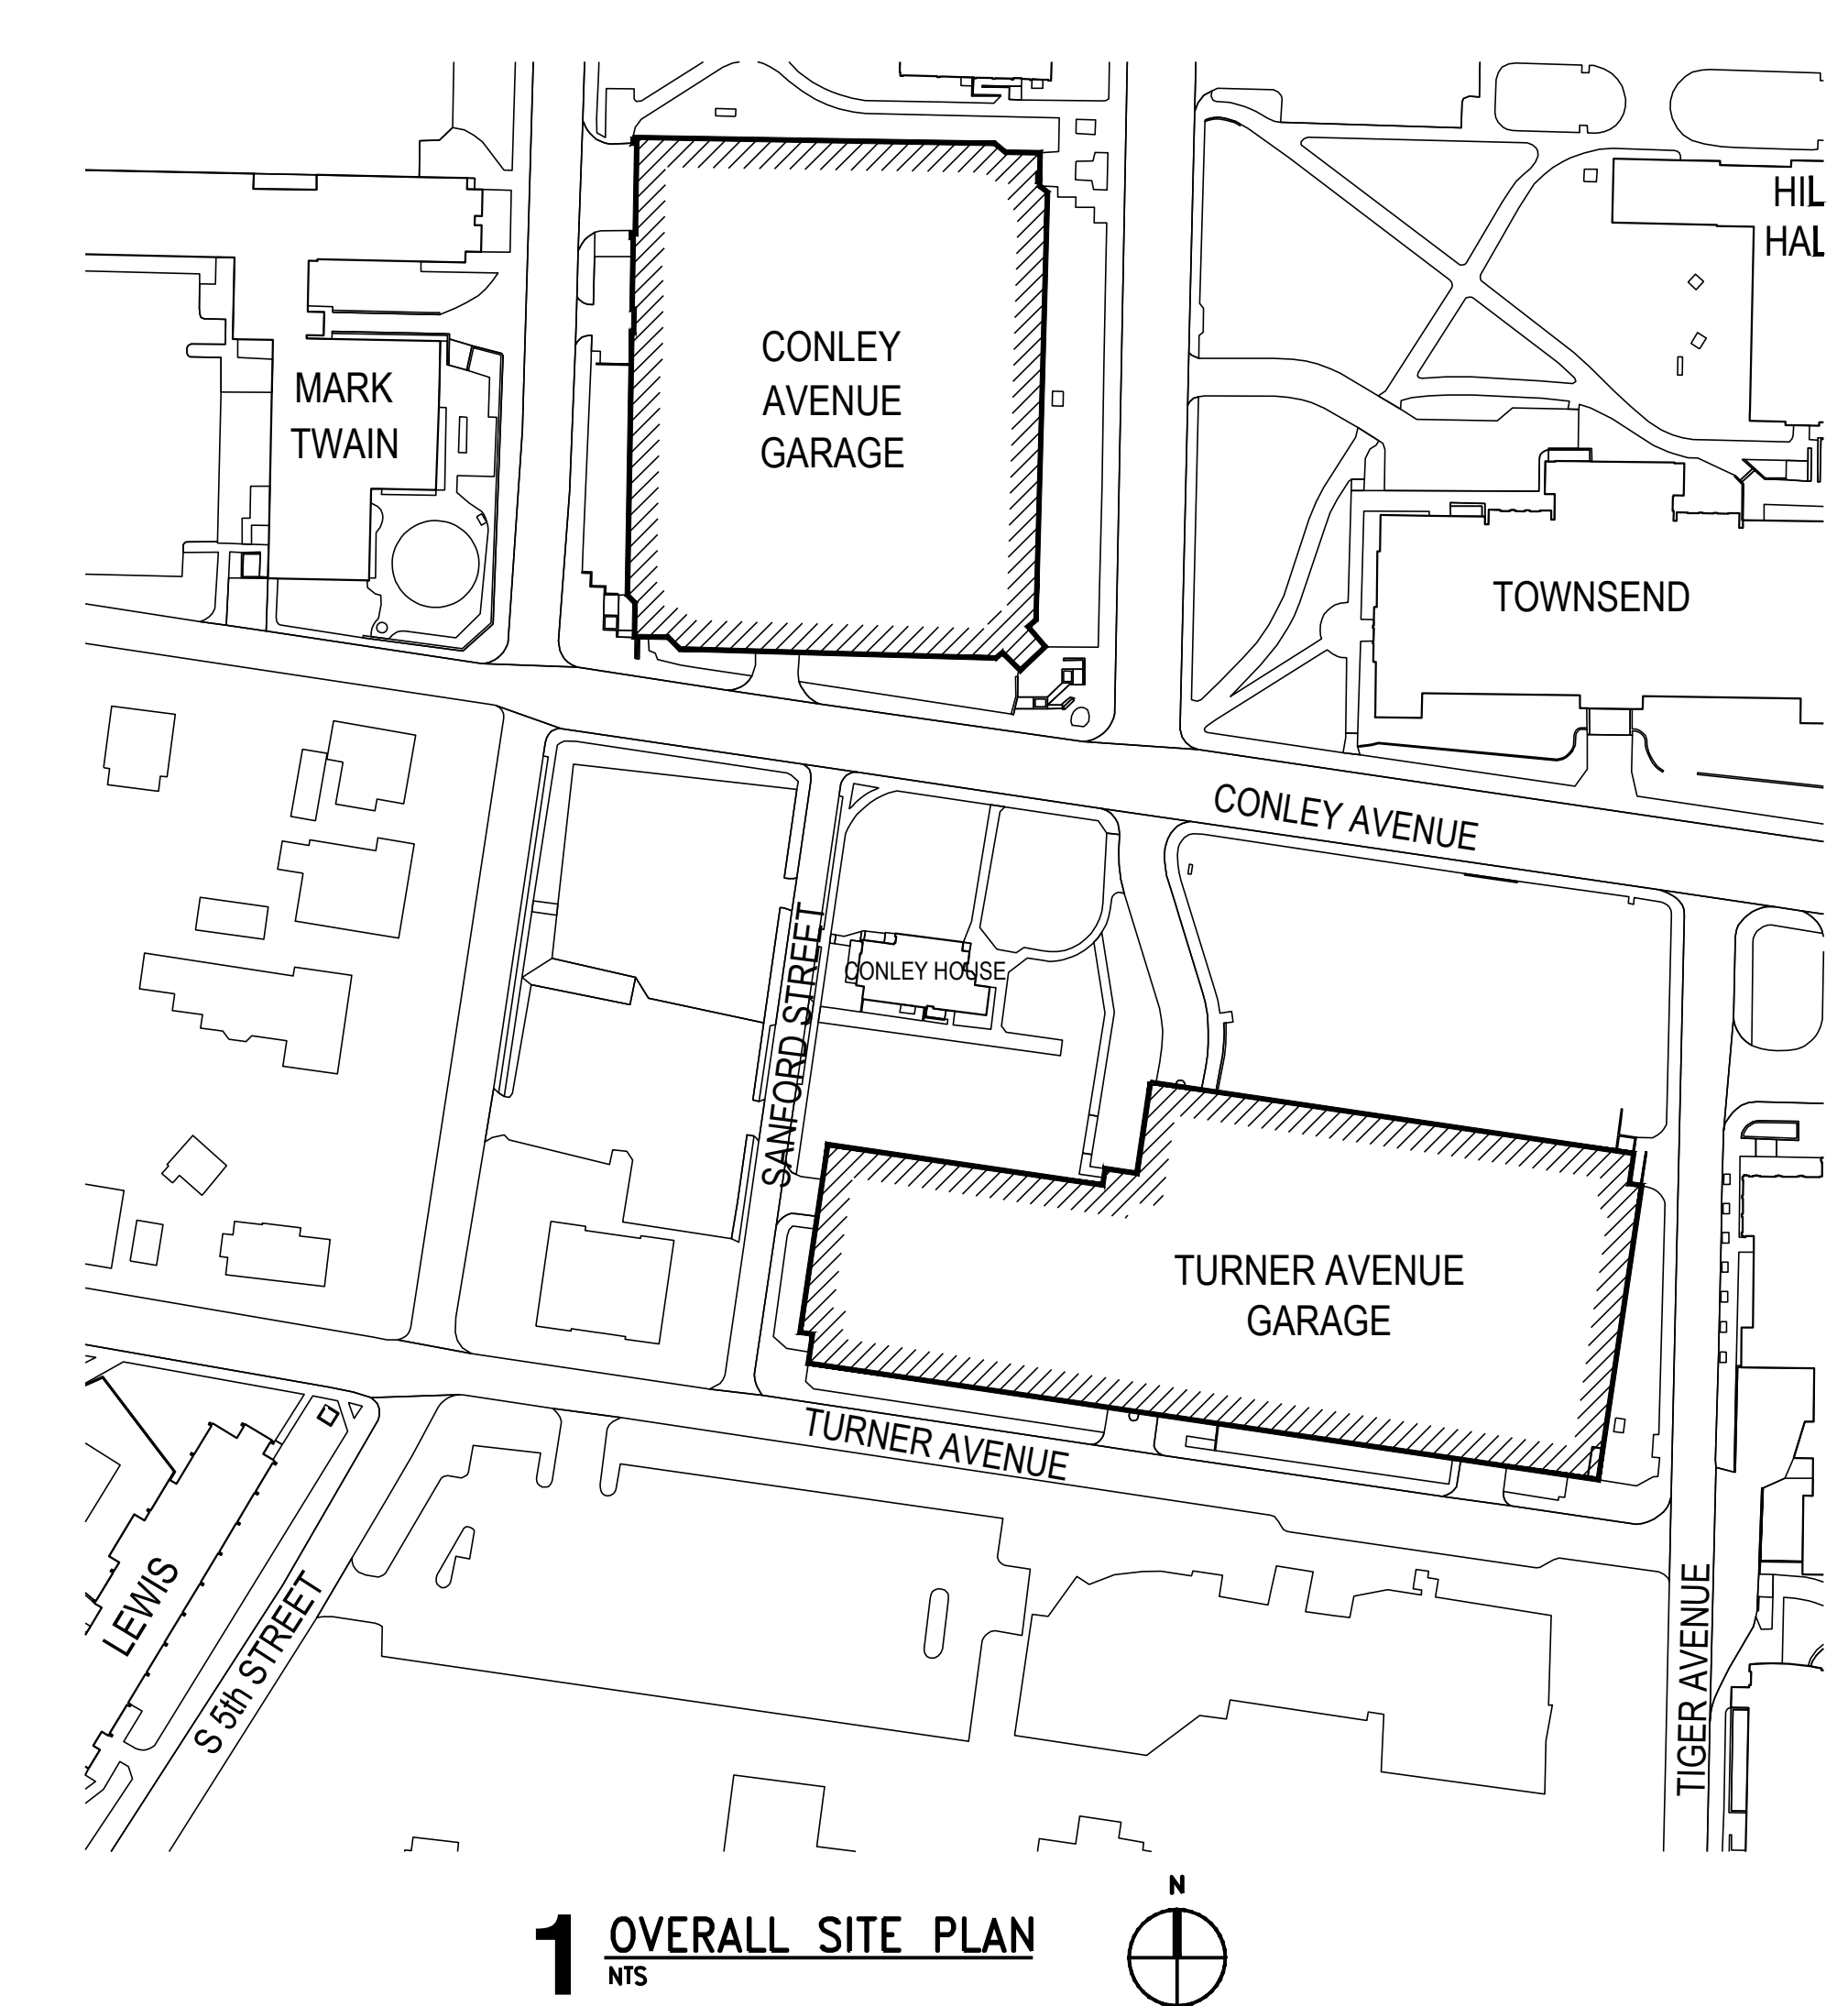 HIL
HAL
CONLEY
AVENUE
GARAGE
MARK
TWAIN
TOWNSEND
CONLEY AVENUE
SANFORD STREET
CONLEY HOUSE
TURNER AVENUE
GARAGE
TURNER AVENUE
LEWIS
S 5th STREET
TIGER AVENUE
N
1 OVERALL SITE PLAN
NTS